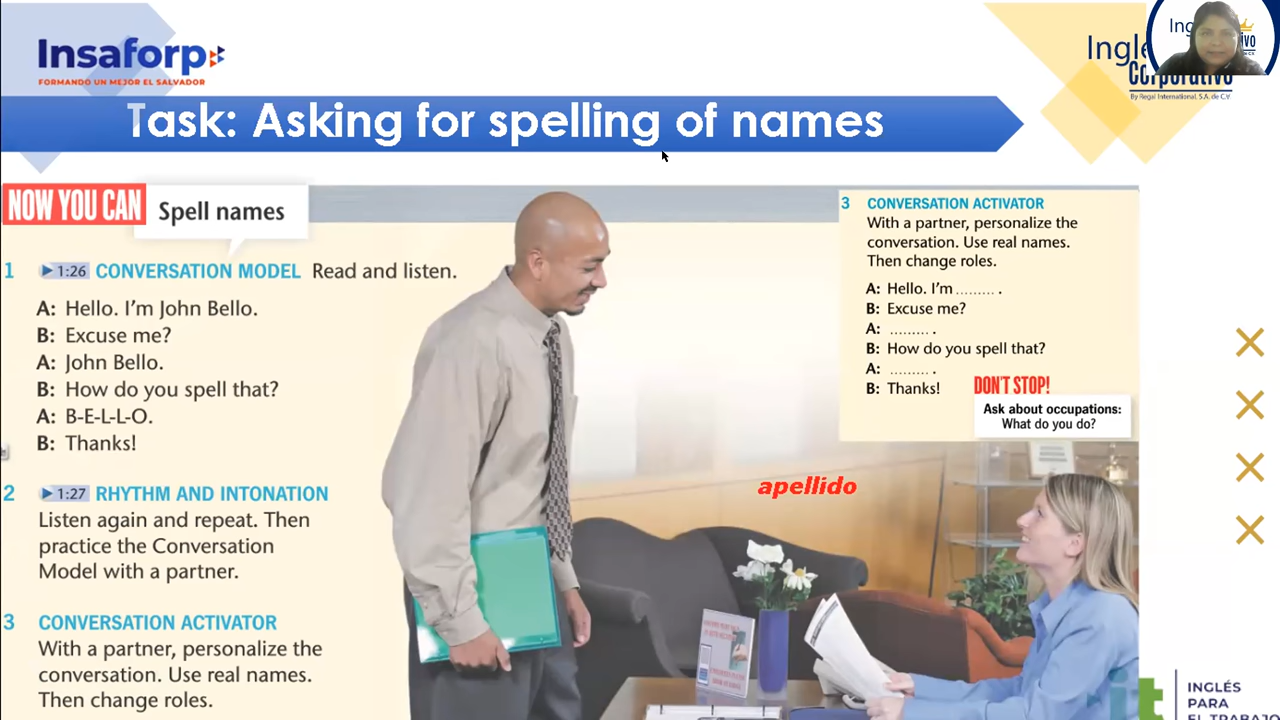 Insaforp
FORMANDO UN MEJOR EL SALVADOR
Corporativo
By Regal International, S.A. de C.V.
Task: Asking for spelling of names
NOW YOU CAN
Spell names
1 1:26 CONVERSATION MODEL Read and listen.
A: Hello. I'm John Bello.
B: Excuse me?
A: John Bello.
B: How do you spell that?
A: B-E-L-L-O.
B: Thanks!
2 1:27 RHYTHM AND INTONATION
Listen again and repeat. Then
practice the Conversation
Model with a partner.
3 CONVERSATION ACTIVATOR
With a partner, personalize the
conversation. Use real names.
Then change roles.
3 CONVERSATION ACTIVATOR
With a partner, personalize the
conversation. Use real names.
Then change roles.
A: Hello. I'm ......... .
B: Excuse me?
A: ......... .
B: How do you spell that?
A: ......... .
B: Thanks!
DON'T STOP!
Ask about occupations:
What do you do?
apellido
INGLÉS
PARA
EL TRABAJO